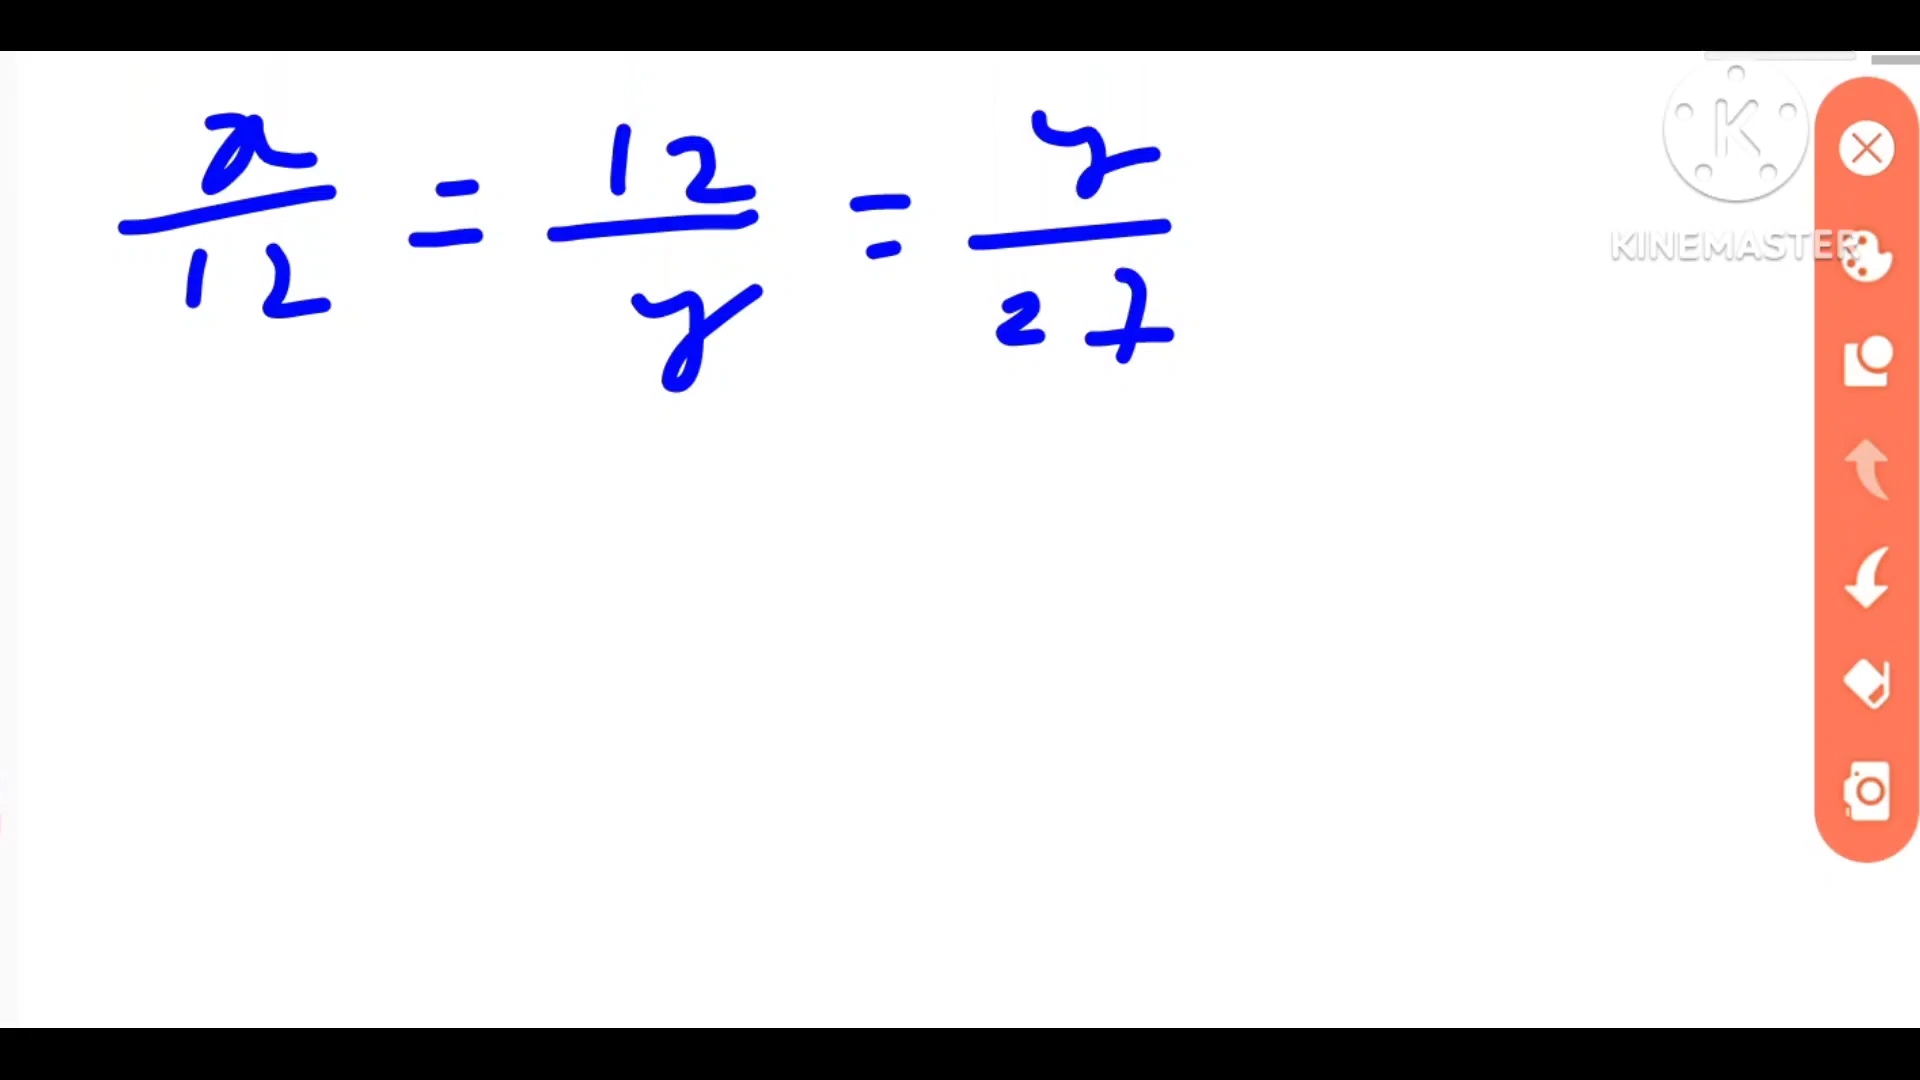 x/12 = 12/y = y/27
K
KINEMASTER